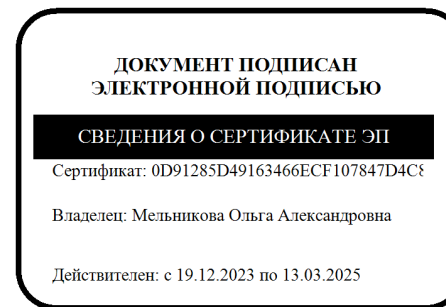 ДОКУМЕНТ ПОДПИСАН
ЭЛЕКТРОННОЙ ПОДПИСЬЮ
СВЕДЕНИЯ О СЕРТИФИКАТЕ ЭП
Сертификат: 0D91285D49163466ECF107847D4C8
Владелец: Мельникова Ольга Александровна
Действителен: с 19.12.2023 по 13.03.2025